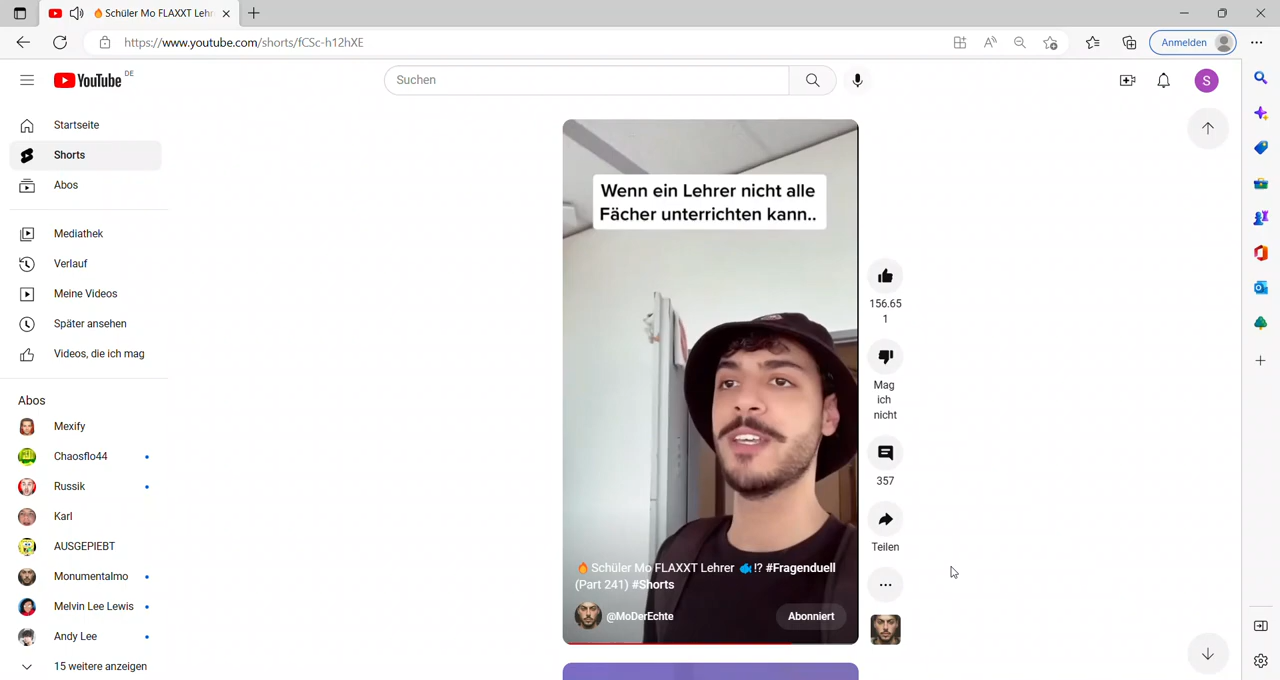 Schüler Mo FLAXXT Lehr
https://www.youtube.com/shorts/fCSc-h12hXE
Anmelden
YouTube DE
Suchen
S
Startseite
Shorts
Abos
Mediathek
Verlauf
Meine Videos
Später ansehen
Videos, die ich mag
Abos
Mexify
Chaosflo44
Russik
Karl
AUSGEPIEBT
Monumentalmo
Melvin Lee Lewis
Andy Lee
15 weitere anzeigen
Wenn ein Lehrer nicht alle
Fächer unterrichten kann..
🔥Schüler Mo FLAXXT Lehrer 🐟!? #Fragenduell
(Part 241) #Shorts
@MoDerEchte
Abonniert
156.65
1
Mag
ich
nicht
357
Teilen